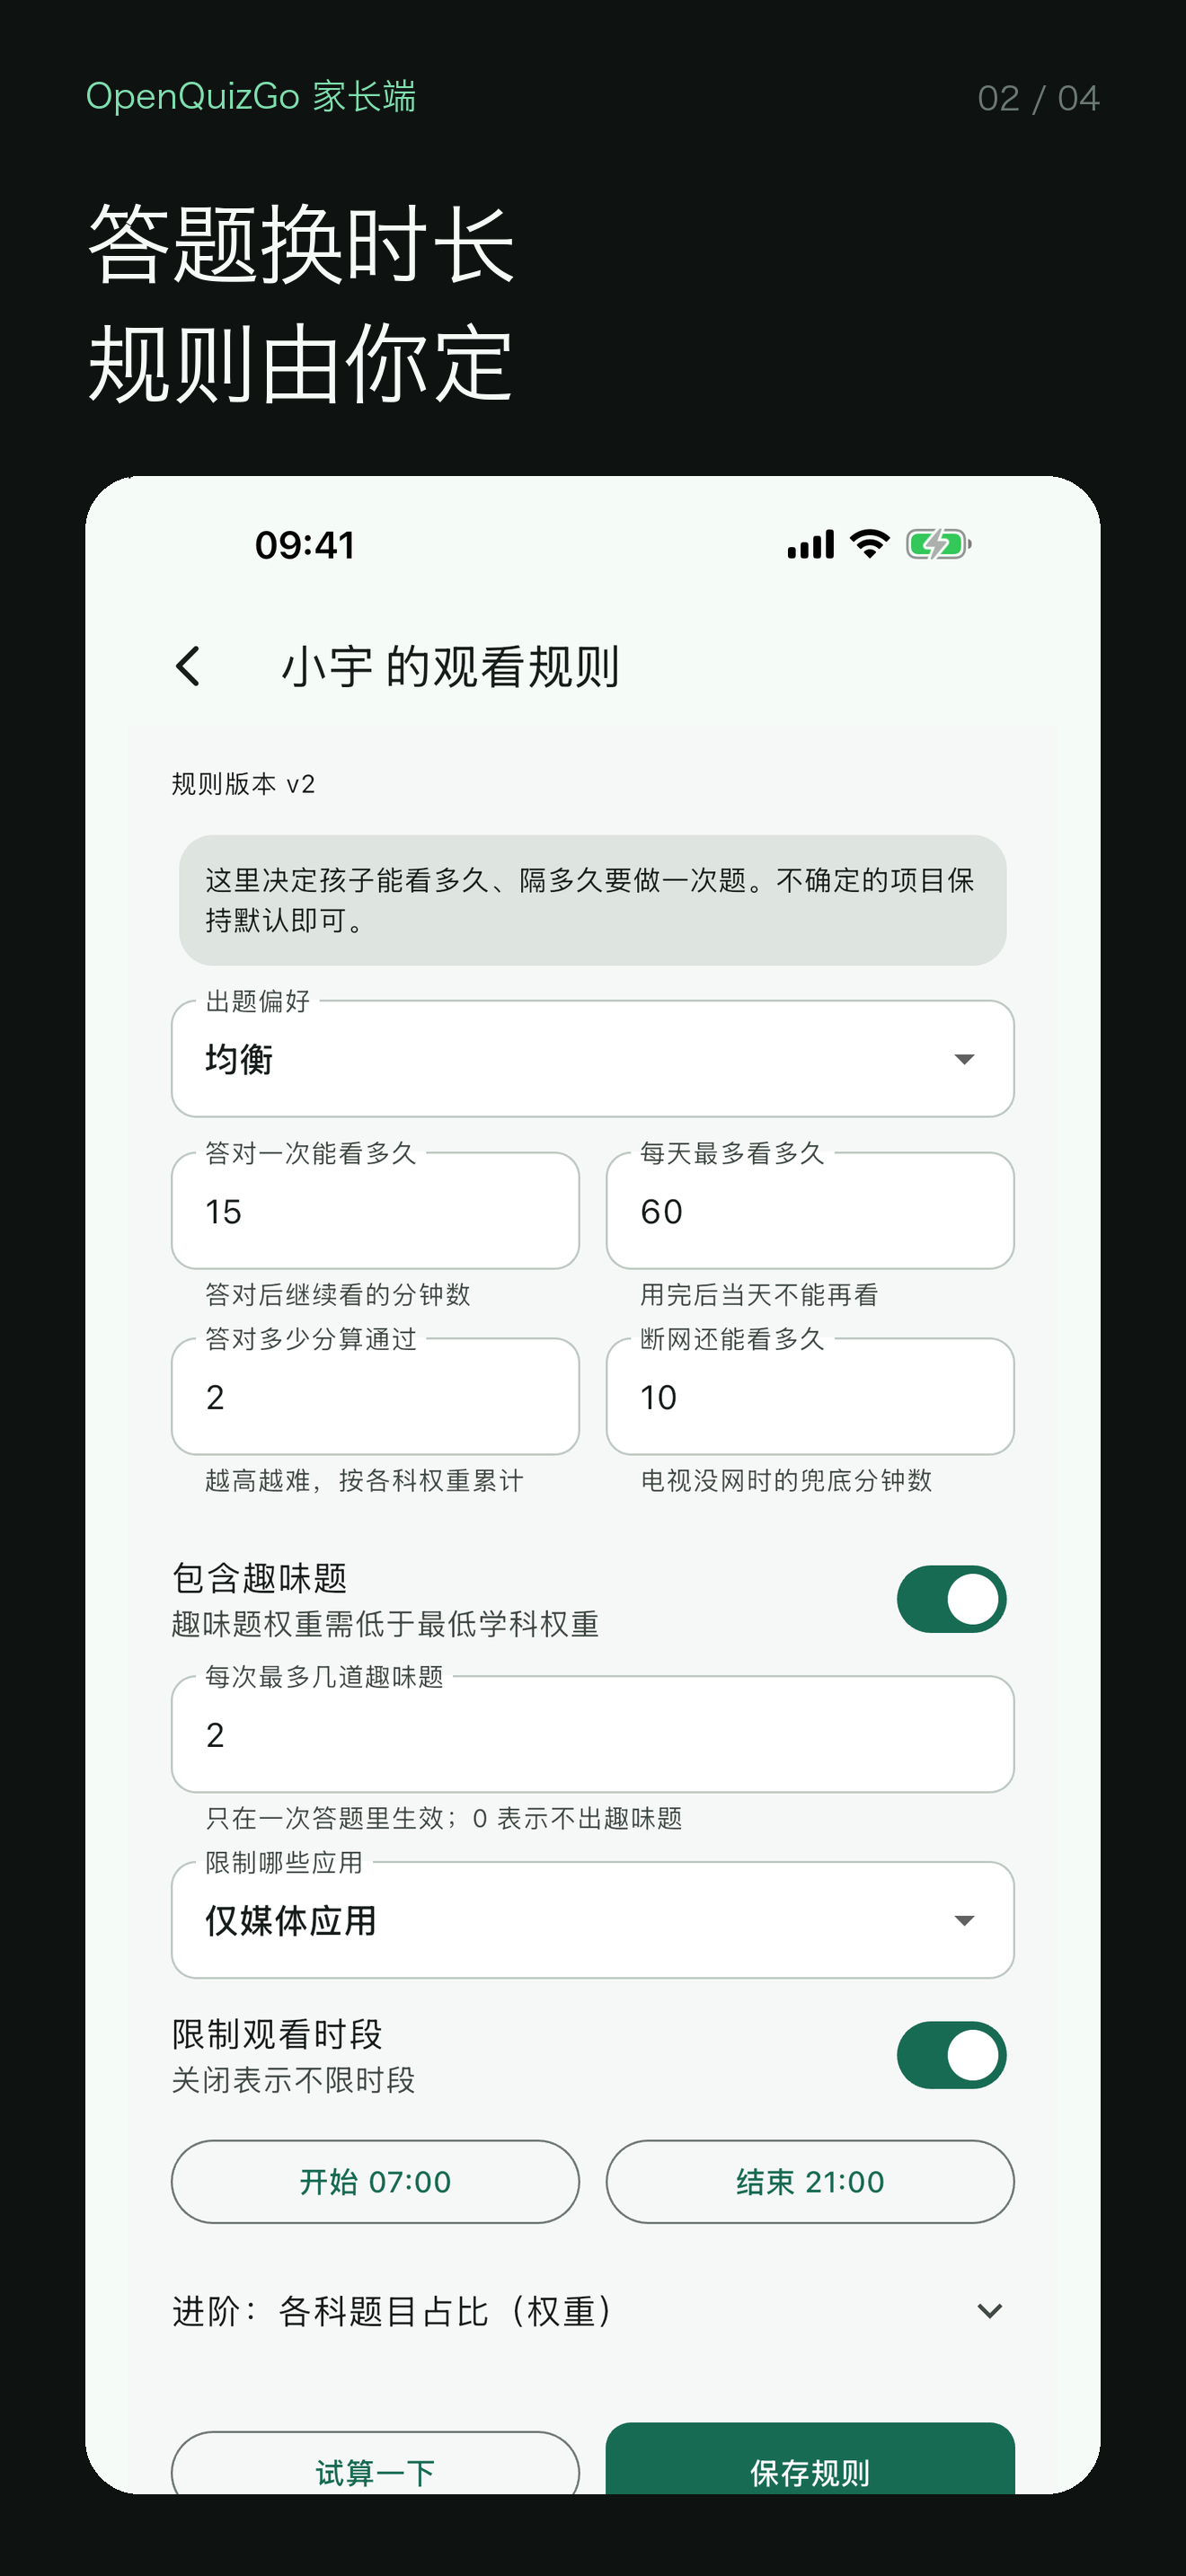 OpenQuizGo 家长端
02 / 04
答题换时长
规则由你定
09:41
小宇 的观看规则
规则版本 v2
这里决定孩子能看多久、隔多久要做一次题。不确定的项目保
持默认即可。
出题偏好
均衡
答对一次能看多久
每天最多看多久
15
60
答对后继续看的分钟数
用完后当天不能再看
答对多少分算通过
断网还能看多久
2
10
越高越难，按各科权重累计
电视没网时的兜底分钟数
包含趣味题
趣味题权重需低于最低学科权重
每次最多几道趣味题
2
只在一次答题里生效；0 表示不出趣味题
限制哪些应用
仅媒体应用
限制观看时段
关闭表示不限时段
开始 07:00
结束 21:00
进阶：各科题目占比（权重）
试算一下
保存规则